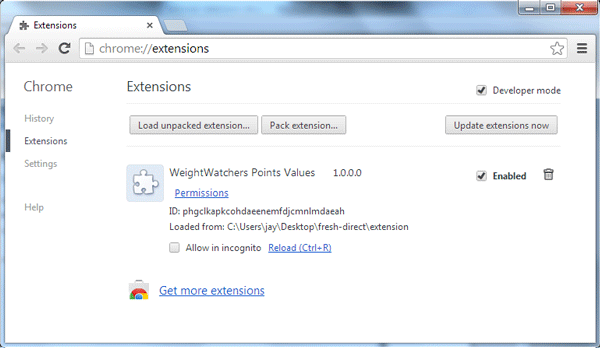 Extensions
chrome://extensions
Chrome
Extensions
Developer mode
History
Extensions
Settings
Help
Load unpacked extension...
Pack extension...
Update extensions now
WeightWatchers Points Values 1.0.0.0
Enabled
Permissions
ID: phgclkapkcohdaeenemfdjcmnlmdaeah
Loaded from: C:\Users\jay\Desktop\fresh-direct\extension
Allow in incognito Reload (Ctrl+R)
Get more extensions